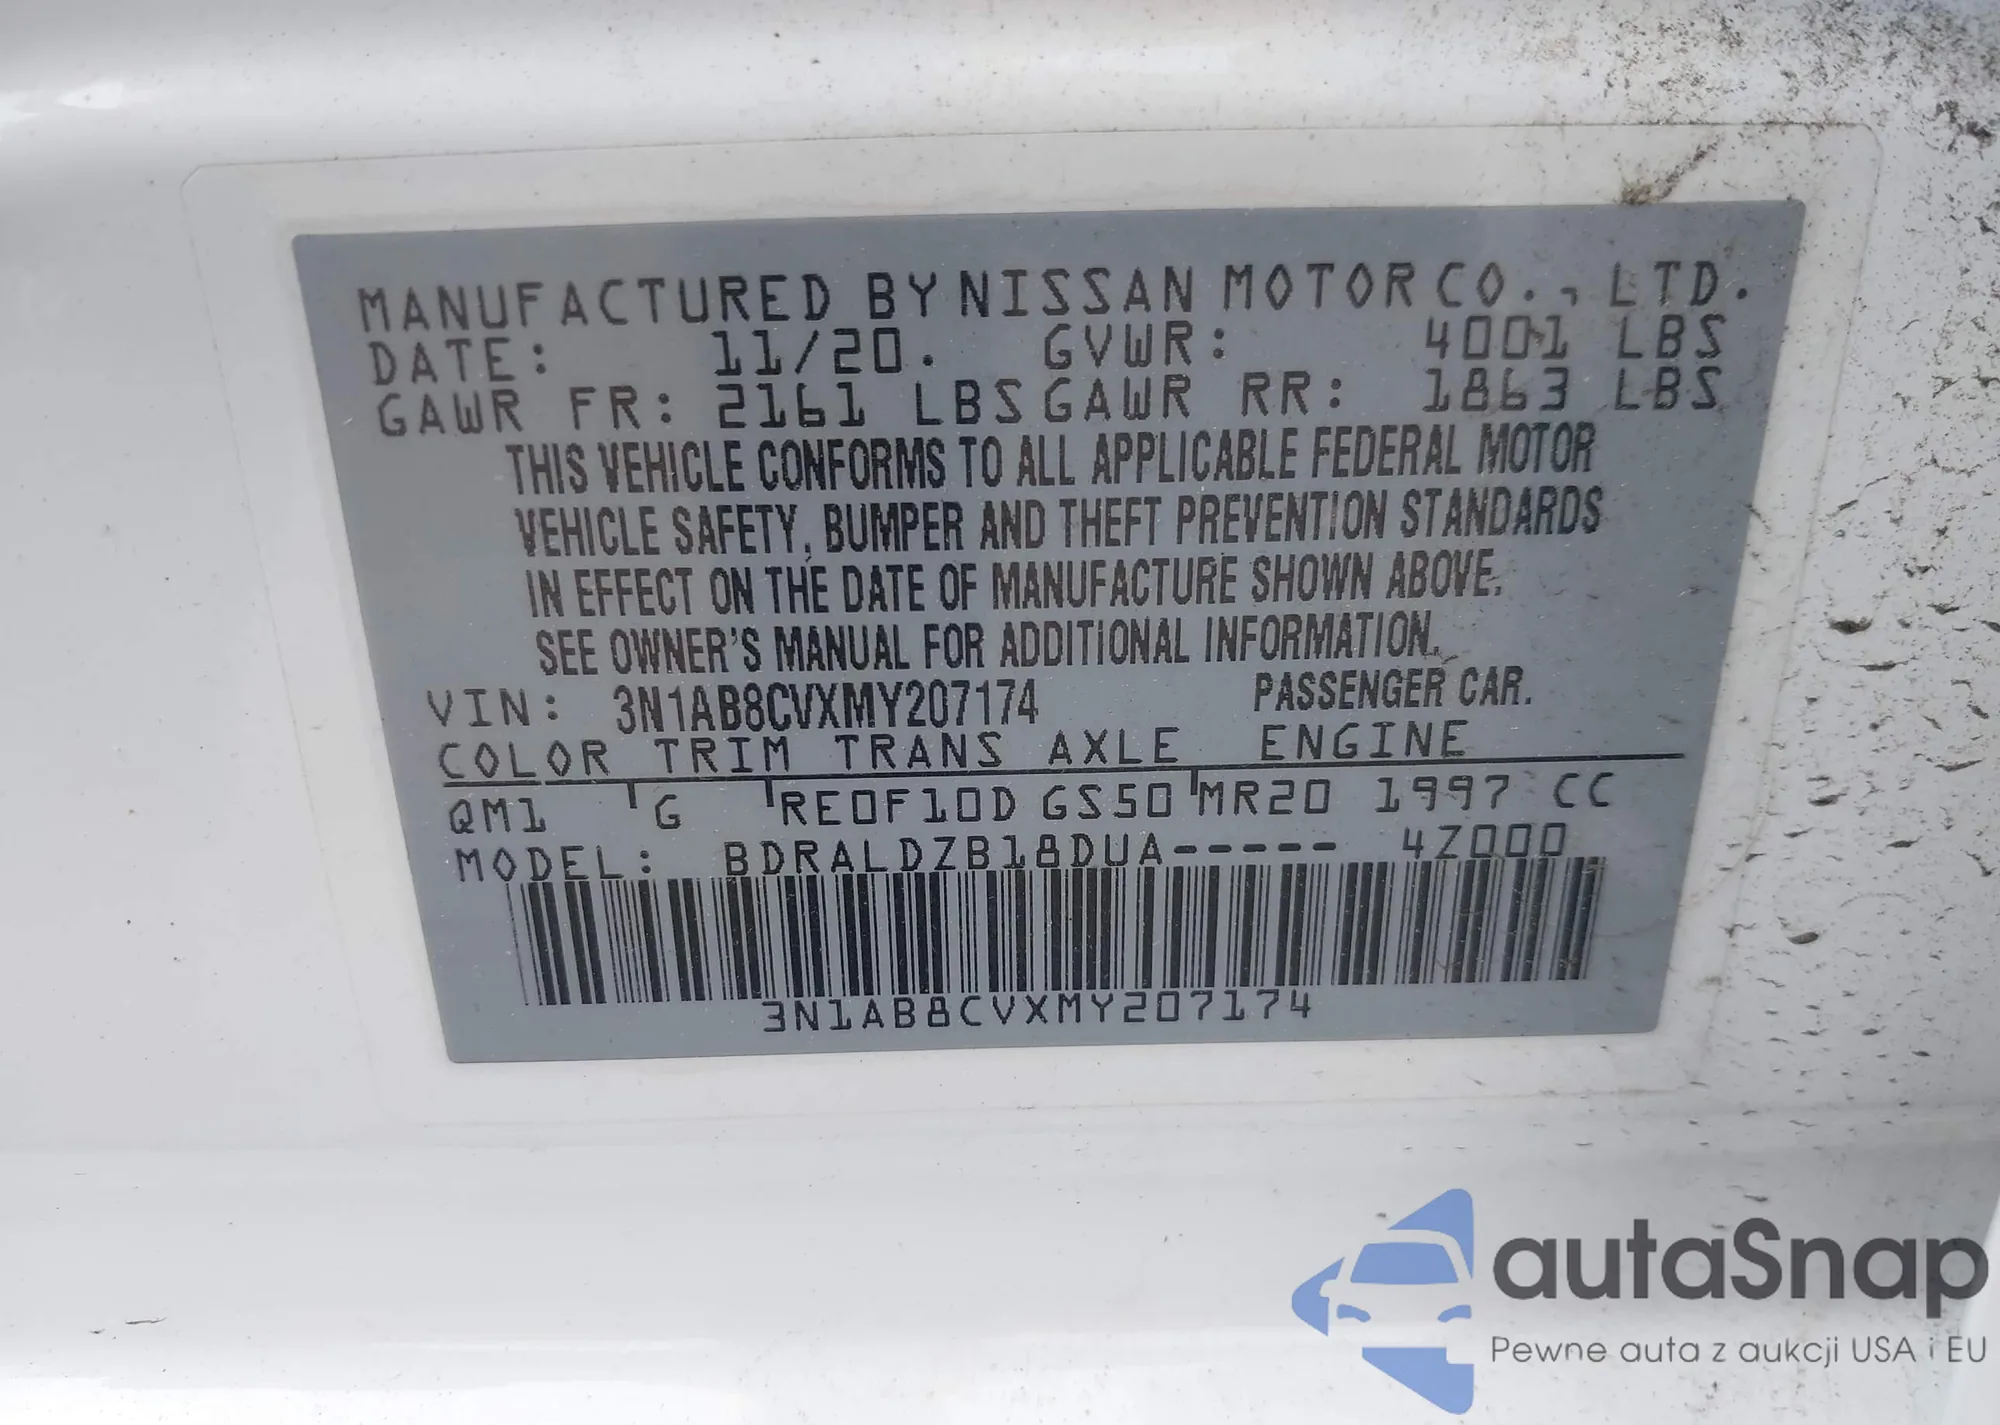 MANUFACTURED BY NISSAN MOTOR CO., LTD.
DATE: 11/20. GVWR: 4001 LBS
GAWR FR: 2161 LBS GAWR RR: 1863 LBS
THIS VEHICLE CONFORMS TO ALL APPLICABLE FEDERAL MOTOR
VEHICLE SAFETY, BUMPER AND THEFT PREVENTION STANDARDS
IN EFFECT ON THE DATE OF MANUFACTURE SHOWN ABOVE.
SEE OWNER'S MANUAL FOR ADDITIONAL INFORMATION.
VIN: 3N1AB8CVXMY207174 PASSENGER CAR.
COLOR TRIM TRANS AXLE ENGINE
QM1 G RE0F10D GS50 MR20 1997 CC
MODEL: BDRALDZB18DUA----- 4Z000
3N1AB8CVXMY207174
autaSnap
Pewne auta z aukcji USA i EU